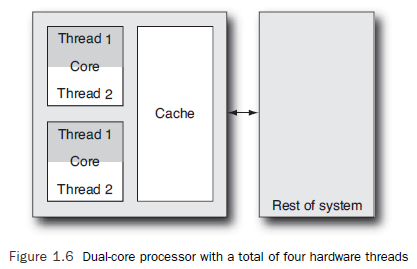 Thread 1
Core
Thread 2
Thread 1
Core
Thread 2
Cache
Rest of system
Figure 1.6 Dual-core processor with a total of four hardware threads